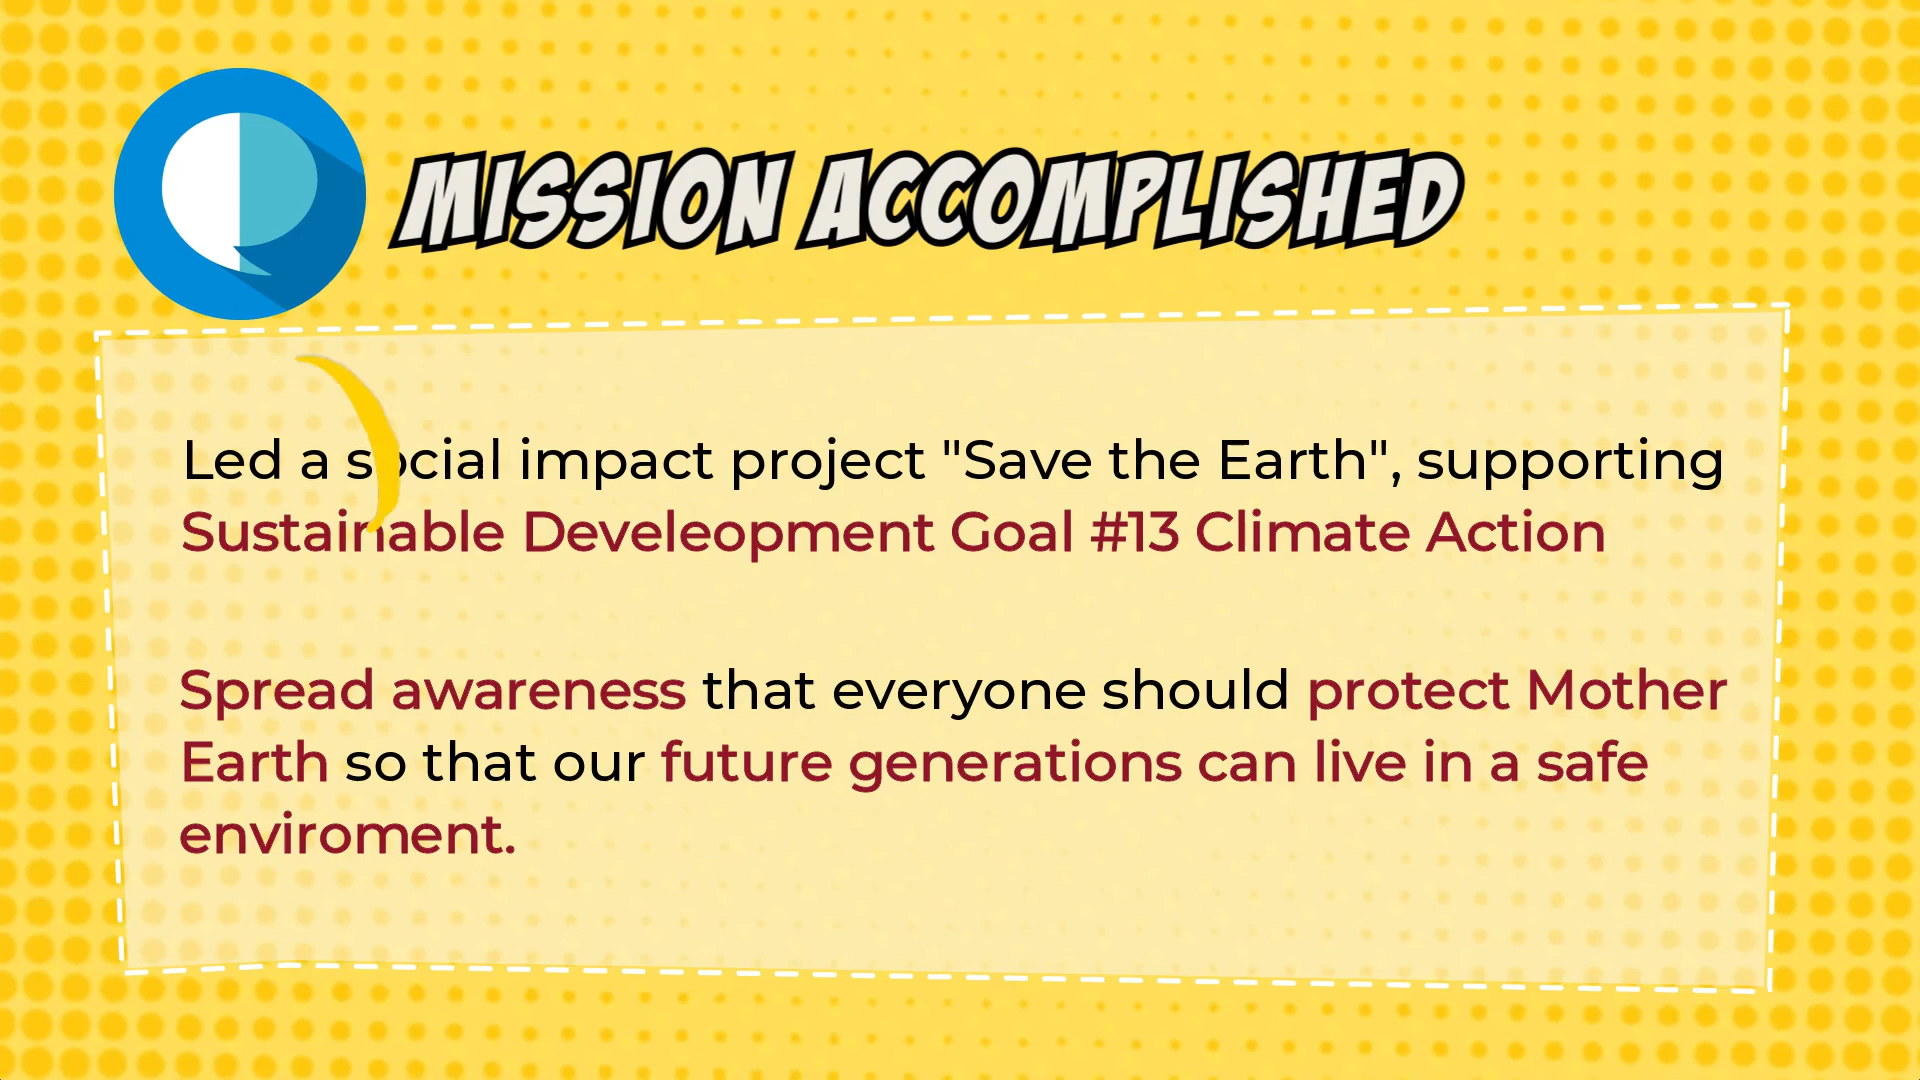 MISSION ACCOMPLISHED
Led a social impact project "Save the Earth", supporting
Sustainable Develeopment Goal #13 Climate Action
Spread awareness that everyone should protect Mother
Earth so that our future generations can live in a safe
enviroment.